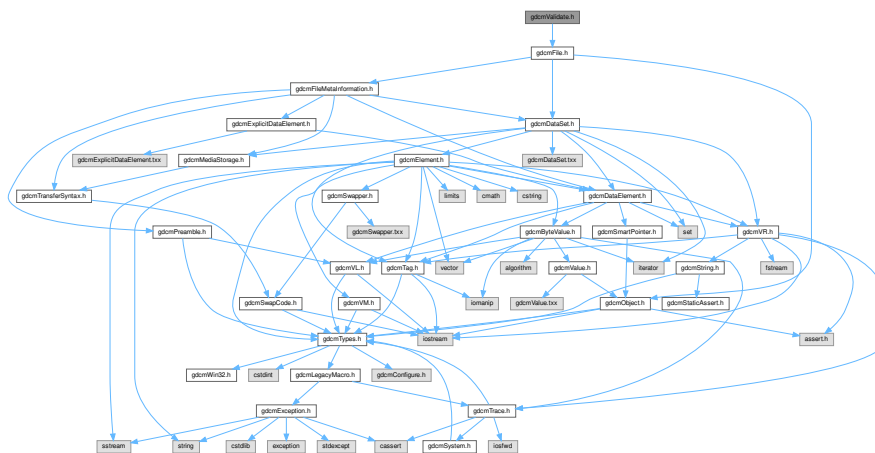 gdcmValidate.h
gdcmFile.h
gdcmFileMetaInformation.h
gdcmExplicitDataElement.h
gdcmDataSet.h
gdcmExplicitDataElement.txx
gdcmMediaStorage.h
gdcmElement.h
gdcmDataSet.txx
gdcmTransferSyntax.h
gdcmSwapper.h
limits
cmath
cstring
gdcmDataElement.h
gdcmPreamble.h
gdcmSwapper.txx
gdcmByteValue.h
gdcmSmartPointer.h
set
gdcmVR.h
gdcmVL.h
gdcmTag.h
vector
algorithm
gdcmValue.h
iterator
gdcmString.h
fstream
gdcmSwapCode.h
gdcmVM.h
iomanip
gdcmValue.txx
gdcmObject.h
gdcmStaticAssert.h
gdcmTypes.h
iostream
assert.h
gdcmWin32.h
cstdint
gdcmLegacyMacro.h
gdcmConfigure.h
gdcmException.h
gdcmTrace.h
sstream
string
cstdlib
exception
stdexcept
cassert
gdcmSystem.h
iosfwd